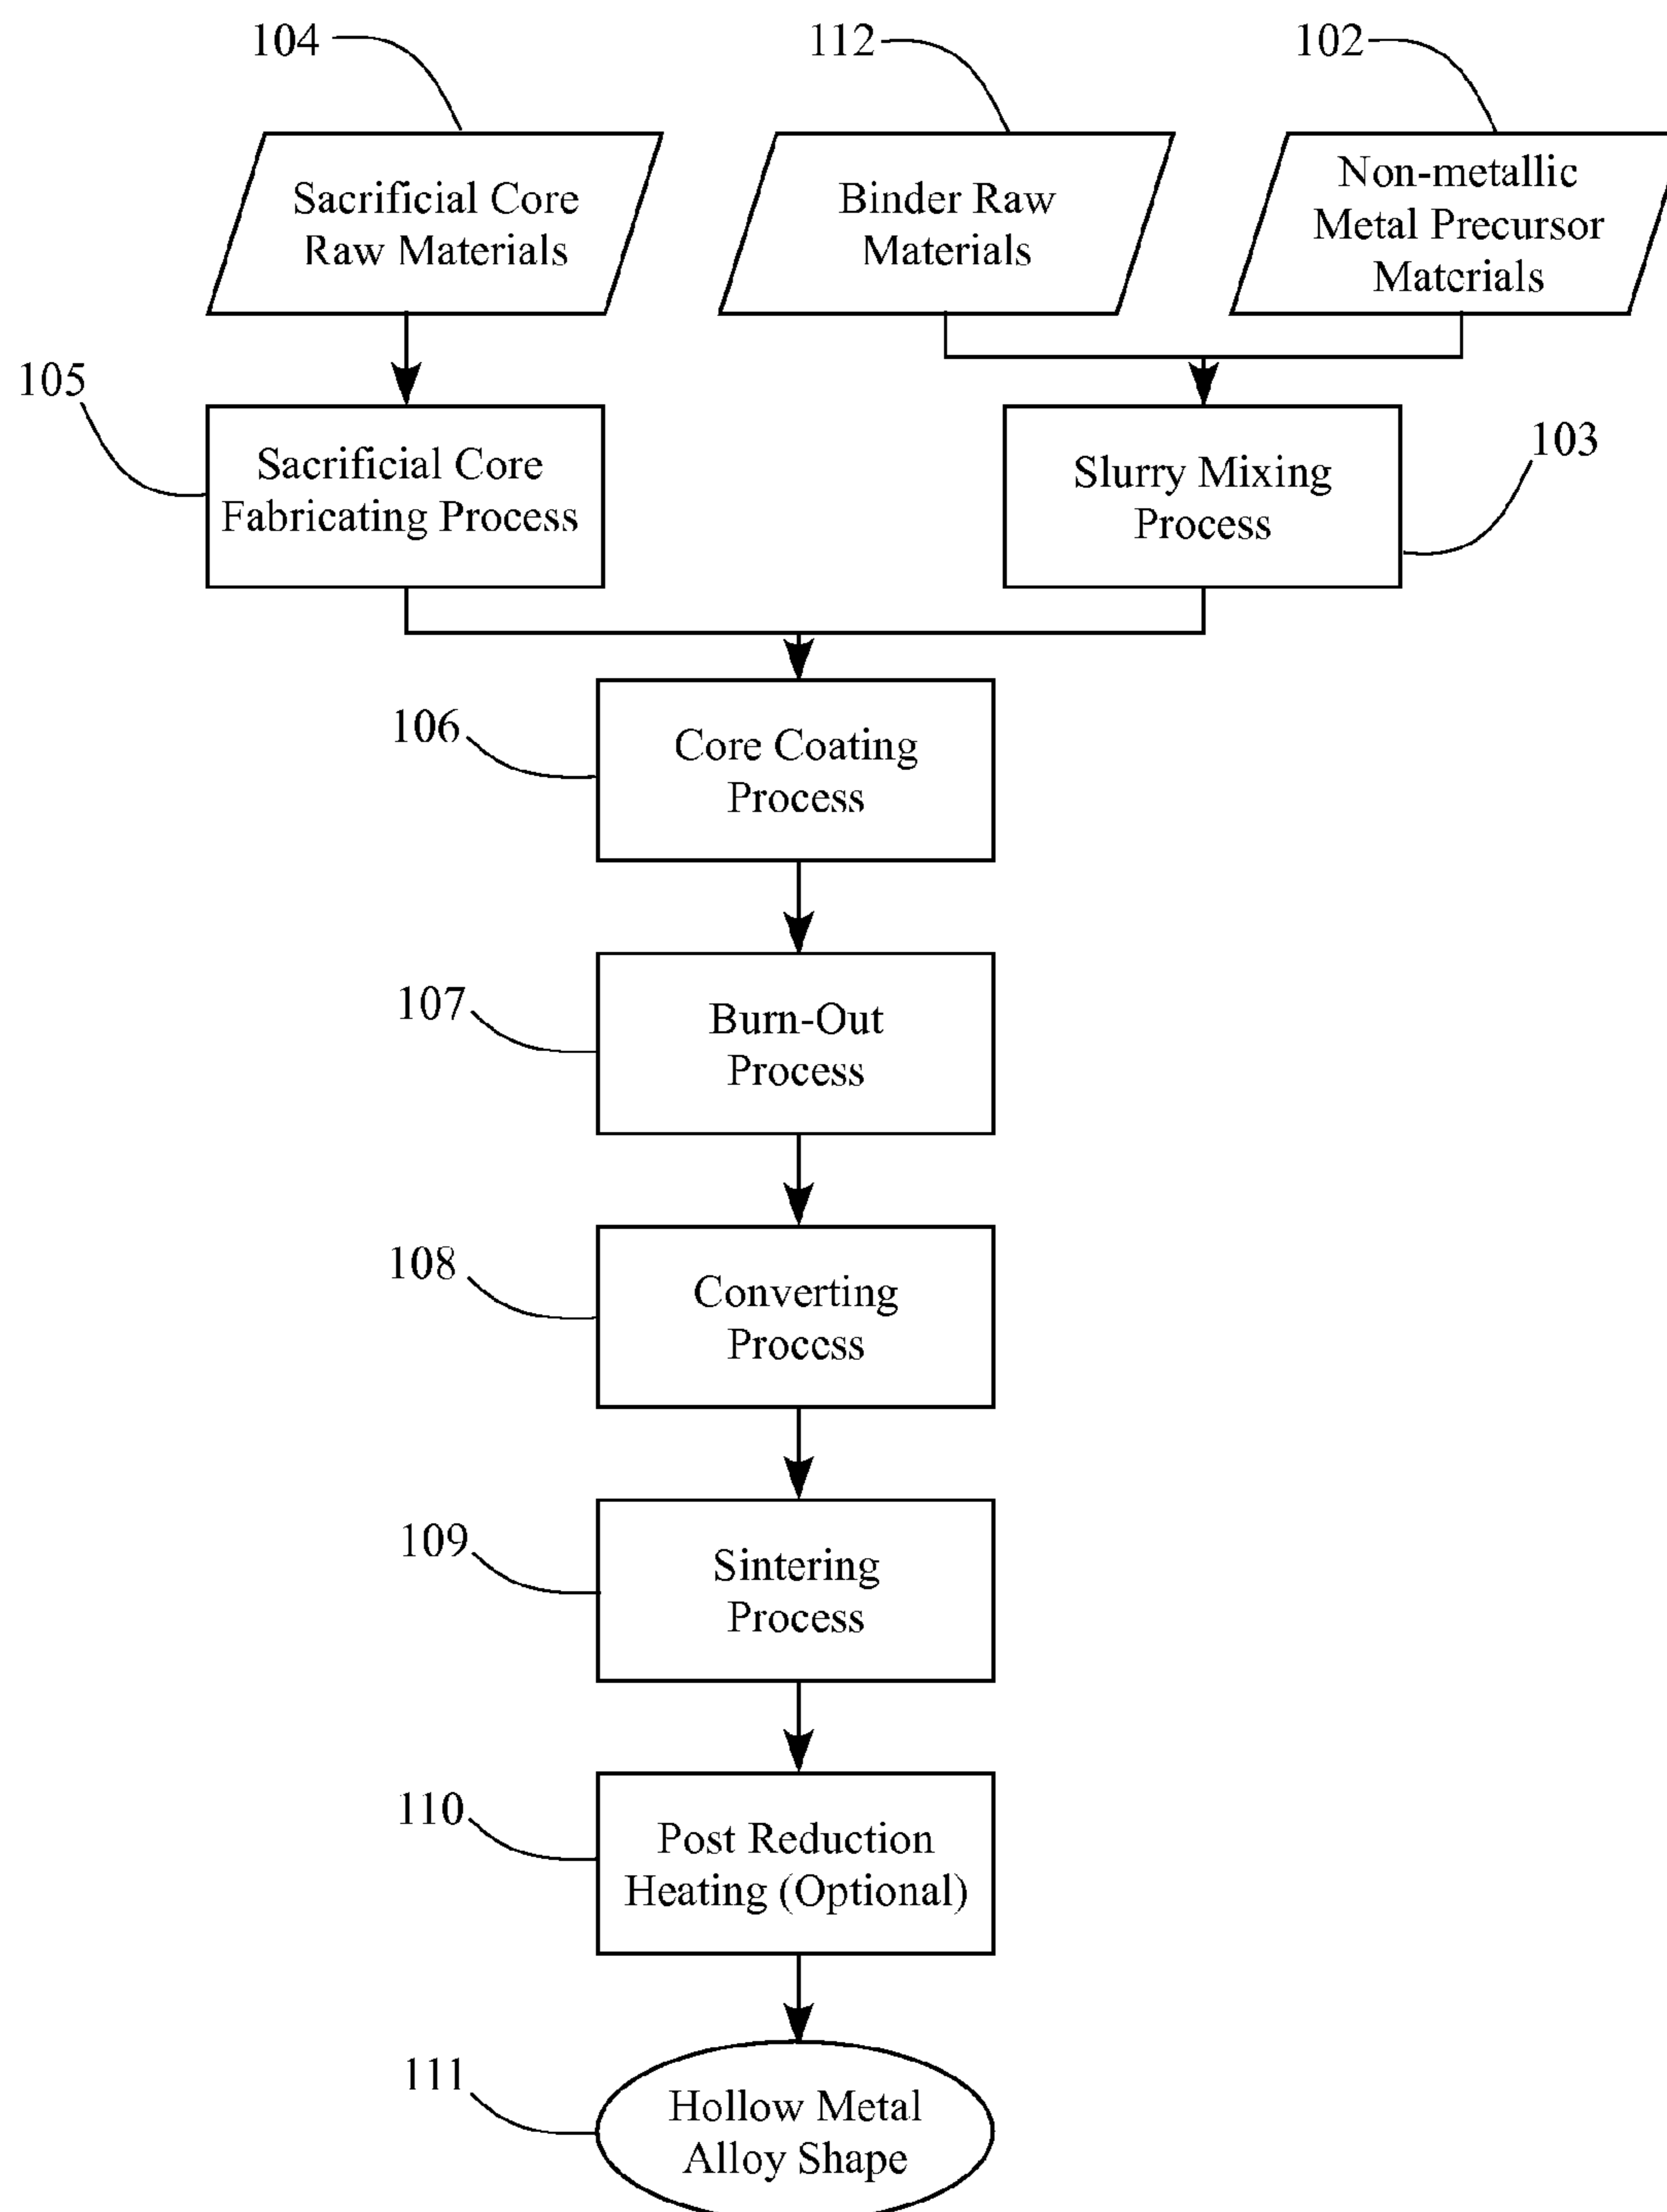 104
112
102
Sacrificial Core
Raw Materials
Binder Raw
Materials
Non-metallic
Metal Precursor
Materials
105
Sacrificial Core
Fabricating Process
Slurry Mixing
Process
103
106
Core Coating
Process
107
Burn-Out
Process
108
Converting
Process
109
Sintering
Process
110
Post Reduction
Heating (Optional)
111
Hollow Metal
Alloy Shape